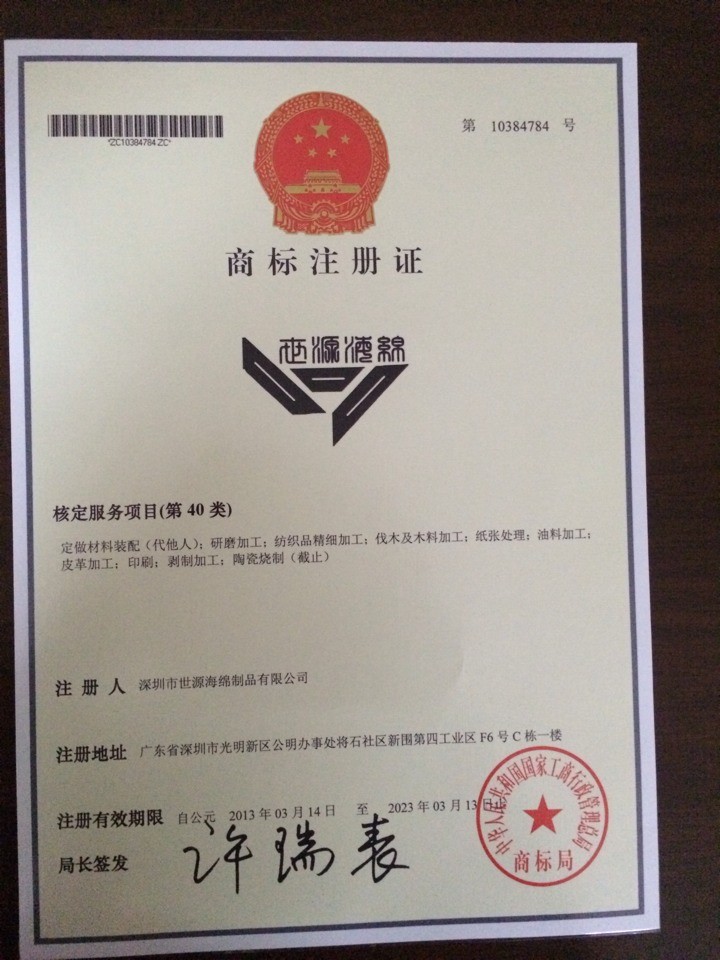 第 10384784 号
*ZC10384784ZC*
商标注册证
世源海绵
核定服务项目(第 40 类)
定做材料装配（代他人）；研磨加工；纺织品精细加工；伐木及木料加工；纸张处理；油料加工；
皮革加工；印刷；剥制加工；陶瓷烧制（截止）
注 册 人 深圳市世源海绵制品有限公司
注册地址 广东省深圳市光明新区公明办事处将石社区新围第四工业区 F6 号 C 栋一楼
注册有效期限 自公元 2013 年 03 月 14 日 至 2023 年 03 月 13 日止
局长签发 许瑞表
中华人民共和国国家工商行政管理总局
商标局